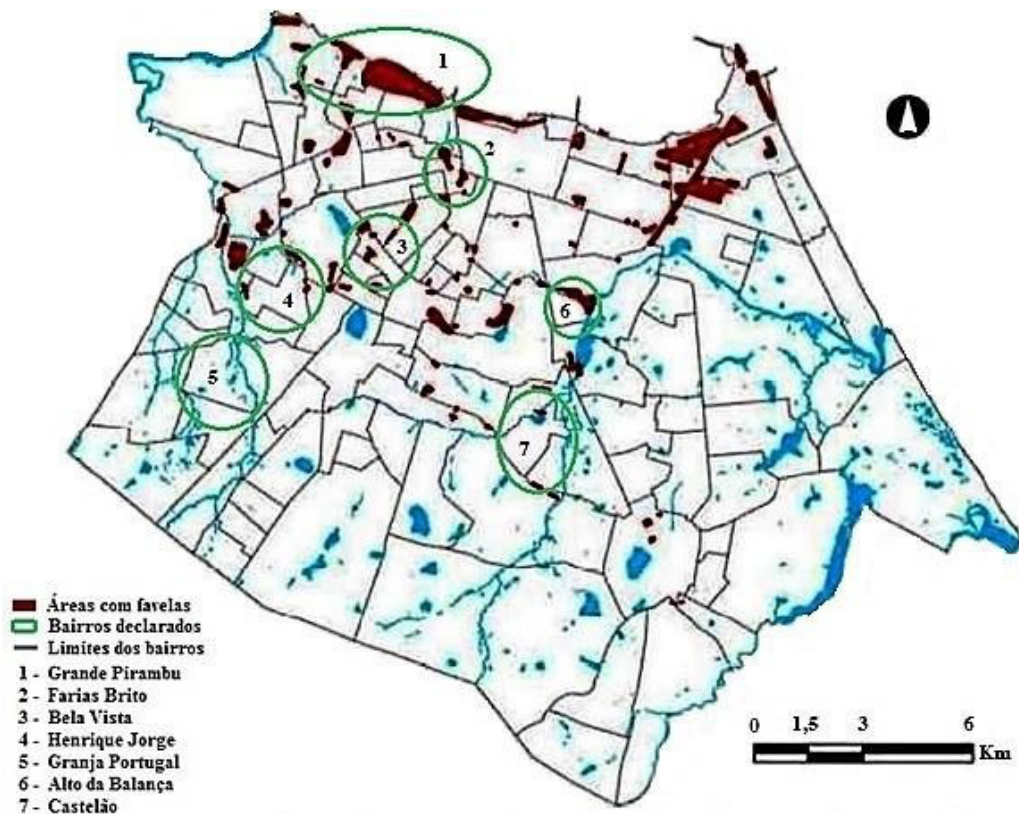 1
2
3
4
5
6
7
Áreas com favelas
Bairros declarados
Limites dos bairros
1 - Grande Pirambu
2 - Farias Brito
3 - Bela Vista
4 - Henrique Jorge
5 - Granja Portugal
6 - Alto da Balança
7 - Castelão
0 1,5 3 6
Km